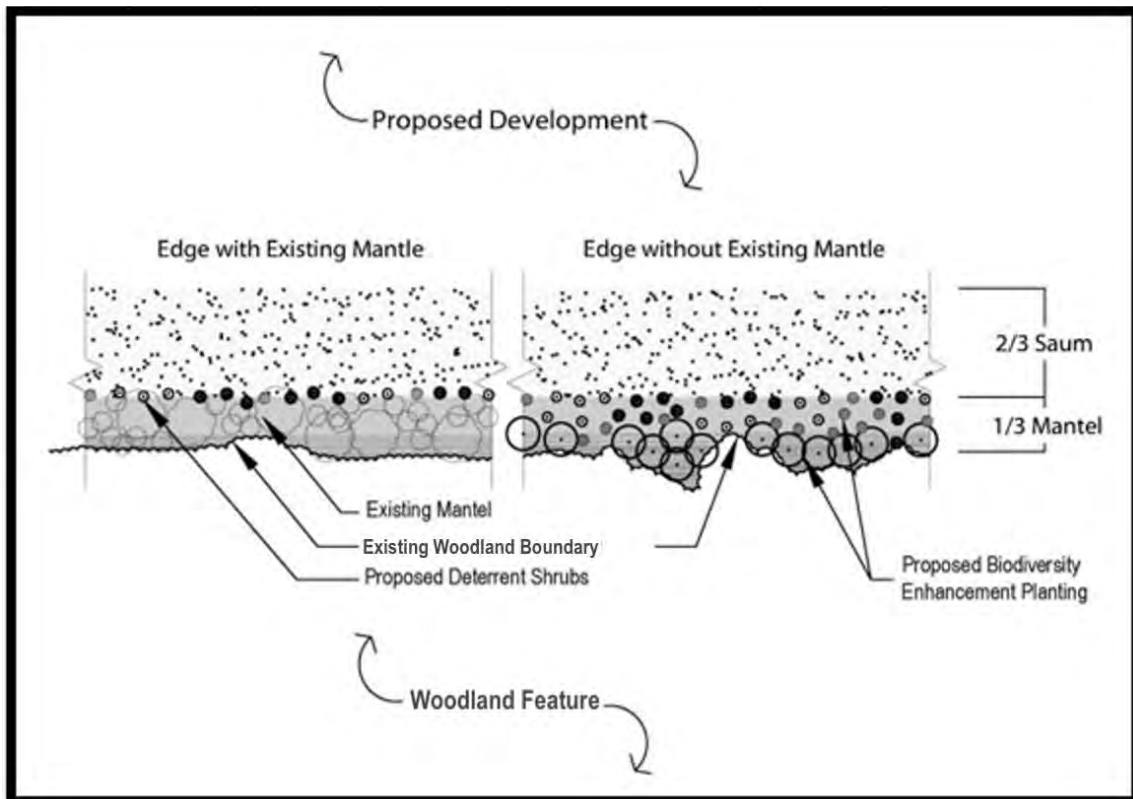 Proposed Development
Edge with Existing Mantle
Edge without Existing Mantle
2/3 Saum
1/3 Mantel
Existing Mantel
Existing Woodland Boundary
Proposed Deterrent Shrubs
Proposed Biodiversity
Enhancement Planting
Woodland Feature